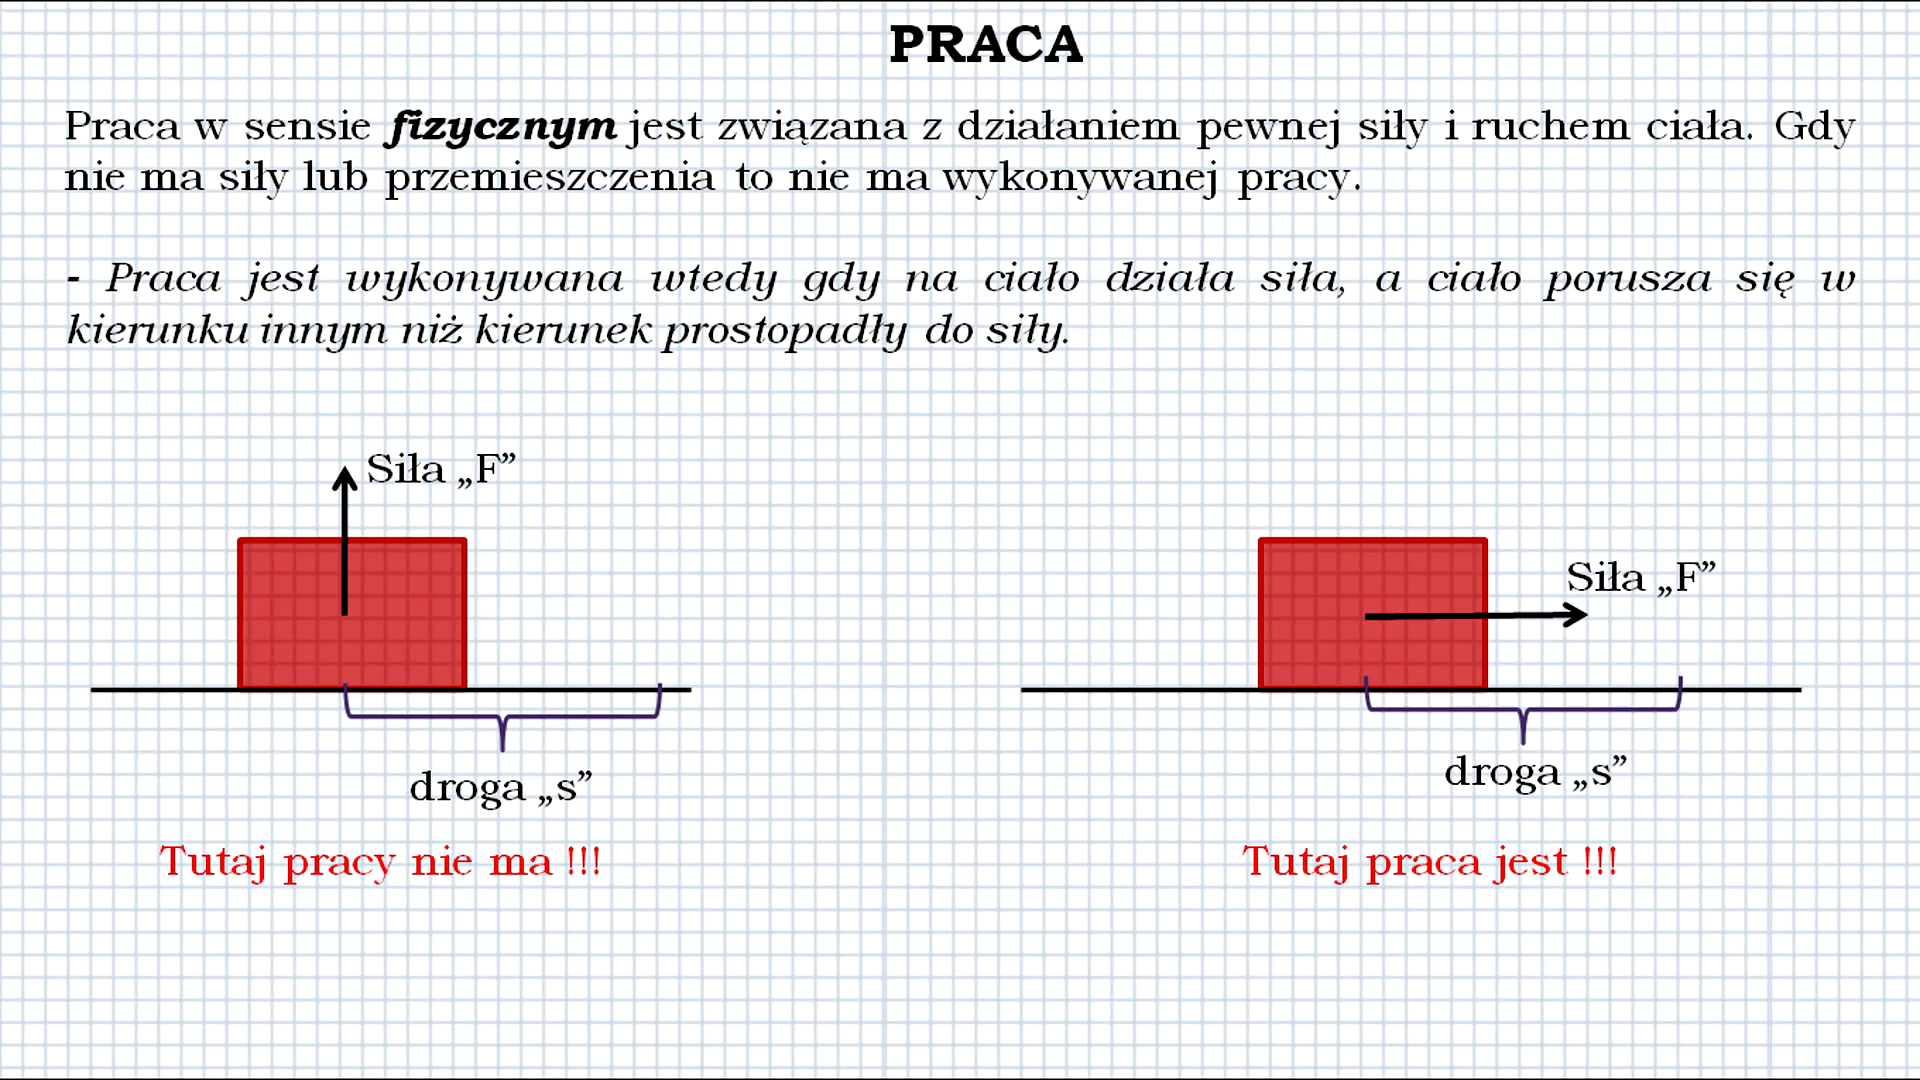 PRACA
Praca w sensie fizycznym jest związana z działaniem pewnej siły i ruchem ciała. Gdy
nie ma siły lub przemieszczenia to nie ma wykonywanej pracy.
- Praca jest wykonywana wtedy gdy na ciało działa siła, a ciało porusza się w
kierunku innym niż kierunek prostopadły do siły.
Siła „F”
Siła „F”
droga „s”
droga „s”
Tutaj pracy nie ma !!!
Tutaj praca jest !!!